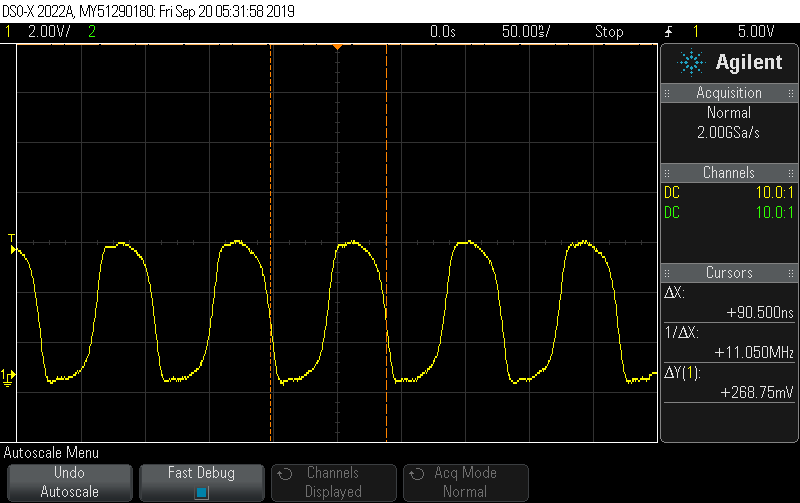 DSO-X 2022A, MY51290180: Fri Sep 20 05:31:58 2019
1 2.00V/ 2 0.0s 50.00ns/ Stop 1 5.00V
Agilent
Acquisition
Normal
2.00GSa/s
Channels
DC 10.0:1
DC 10.0:1
Cursors
ΔX:
+90.500ns
1/ΔX:
+11.050MHz
ΔY(1):
+268.75mV
T
1
Autoscale Menu
Undo
Autoscale
Fast Debug
Channels
Displayed
Acq Mode
Normal